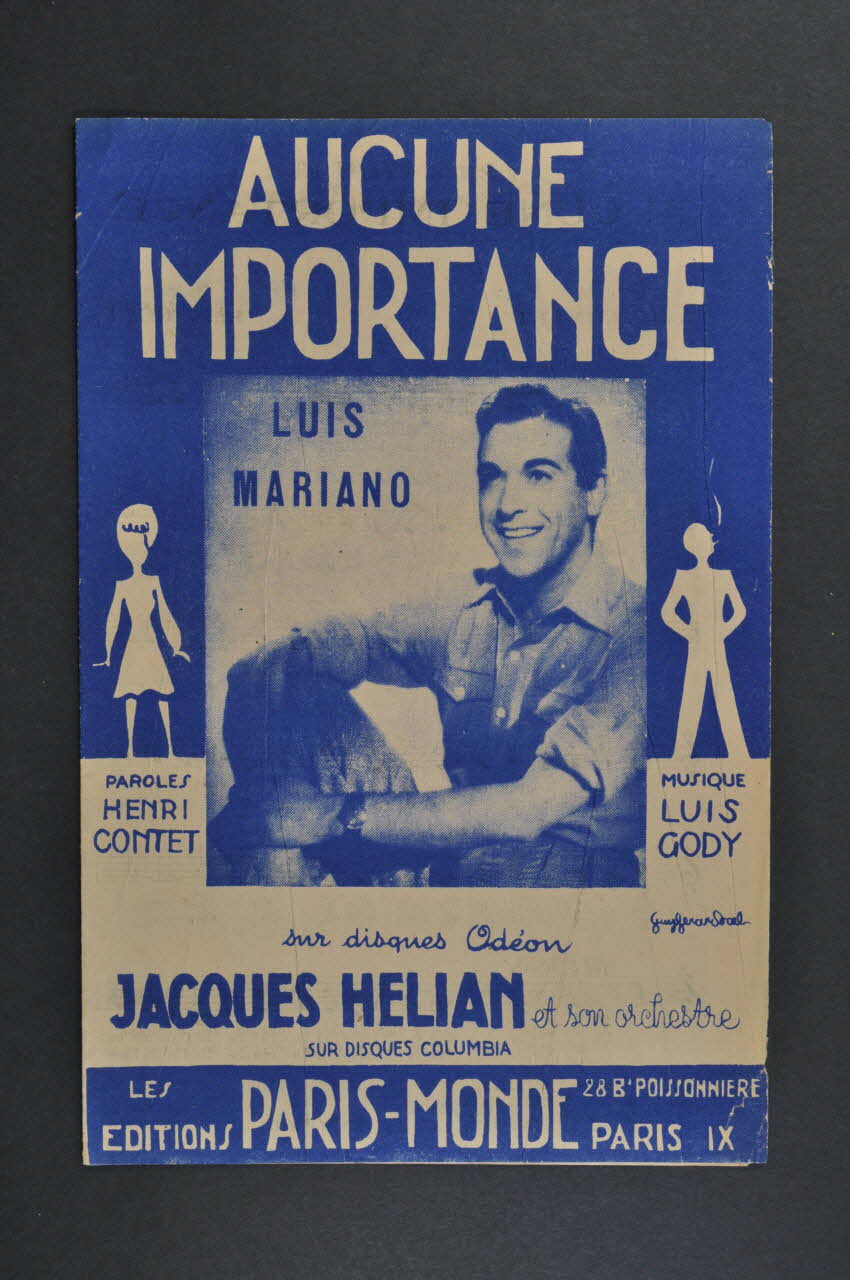 AUCUNE
IMPORTANCE
LUIS
MARIANO
PAROLES
HENRI
CONTET
MUSIQUE
LUIS
GODY
sur disques Odéon
JACQUES HELIAN et son orchestre
SUR DISQUES COLUMBIA
LES
EDITIONS
PARIS-MONDE
28 Bd POISSONNIERE
PARIS IX